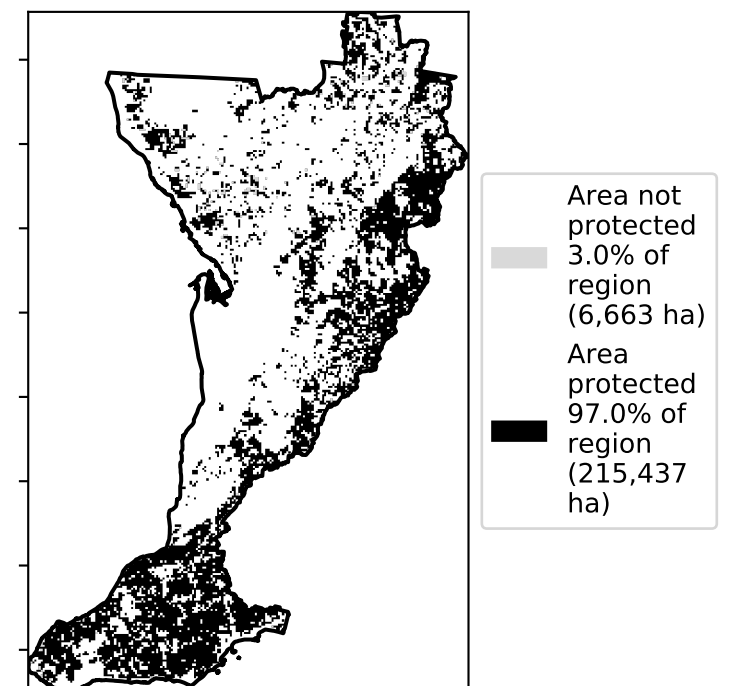 Area not
protected
3.0% of
region
(6,663 ha)
Area
protected
97.0% of
region
(215,437
ha)